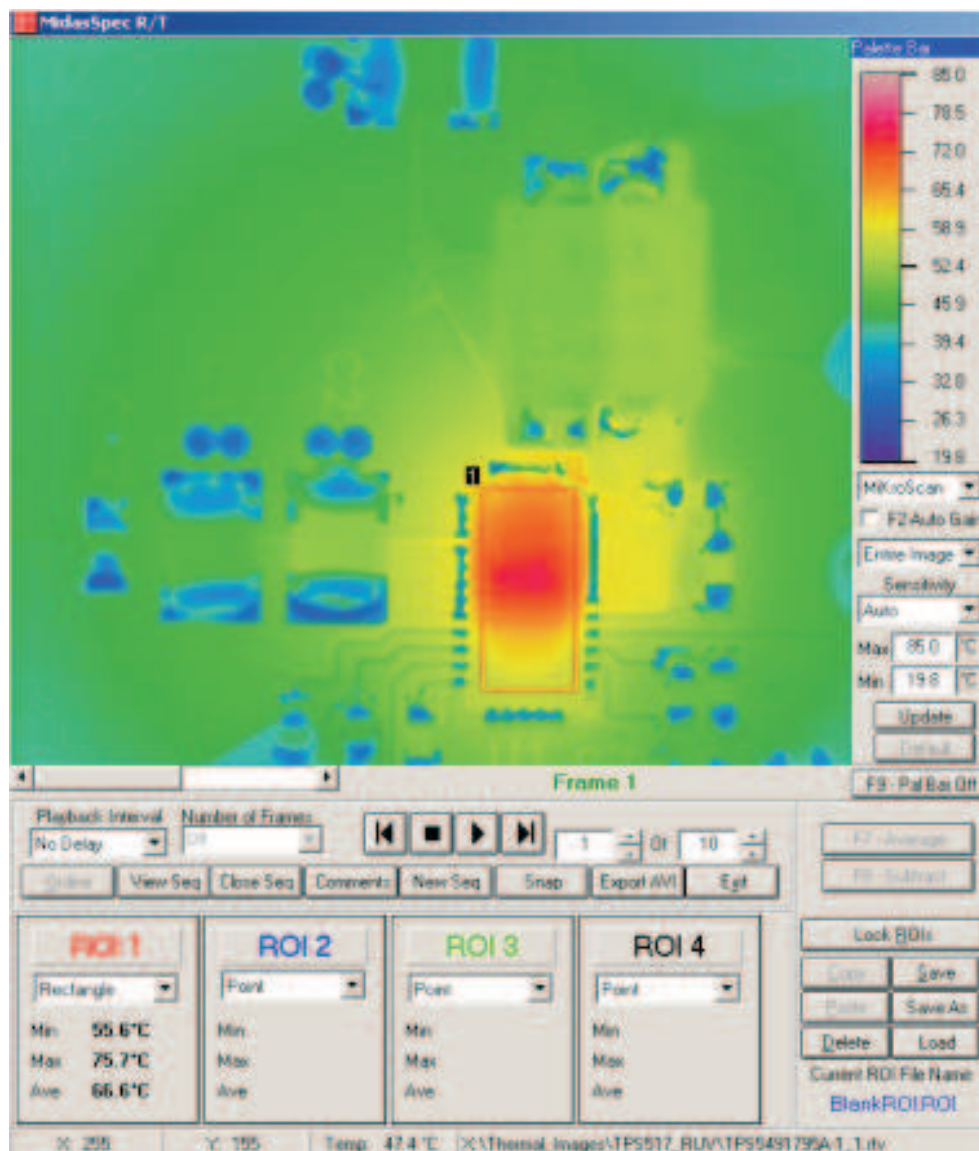 MidasSpec R/T
Palette Bar
85.0
78.5
72.0
65.4
58.9
52.4
45.9
39.4
32.8
26.3
19.8
1
MikroScan
F2-Auto Gai
Entire Image
Sensitivity
Auto
Max 85.0 °C
Min 19.8 °C
Update
Default
Frame 1
F9 - Pal Bar Off
Playback Interval
Number of Frames
No Delay
Off
1 Of 10
F7 - Average
F8 - Subtract
Online View Seq Close Seq Comments New Seq Snap Export AVI Exit
ROI 1
Rectangle
Min 55.6°C
Max 75.7°C
Ave 66.6°C
ROI 2
Point
Min
Max
Ave
ROI 3
Point
Min
Max
Ave
ROI 4
Point
Min
Max
Ave
Lock ROIs
Copy Save
Paste Save As
Delete Load
Current ROI File Name
BlankROI.ROI
X: 255 Y: 155 Temp: 47.4 °C